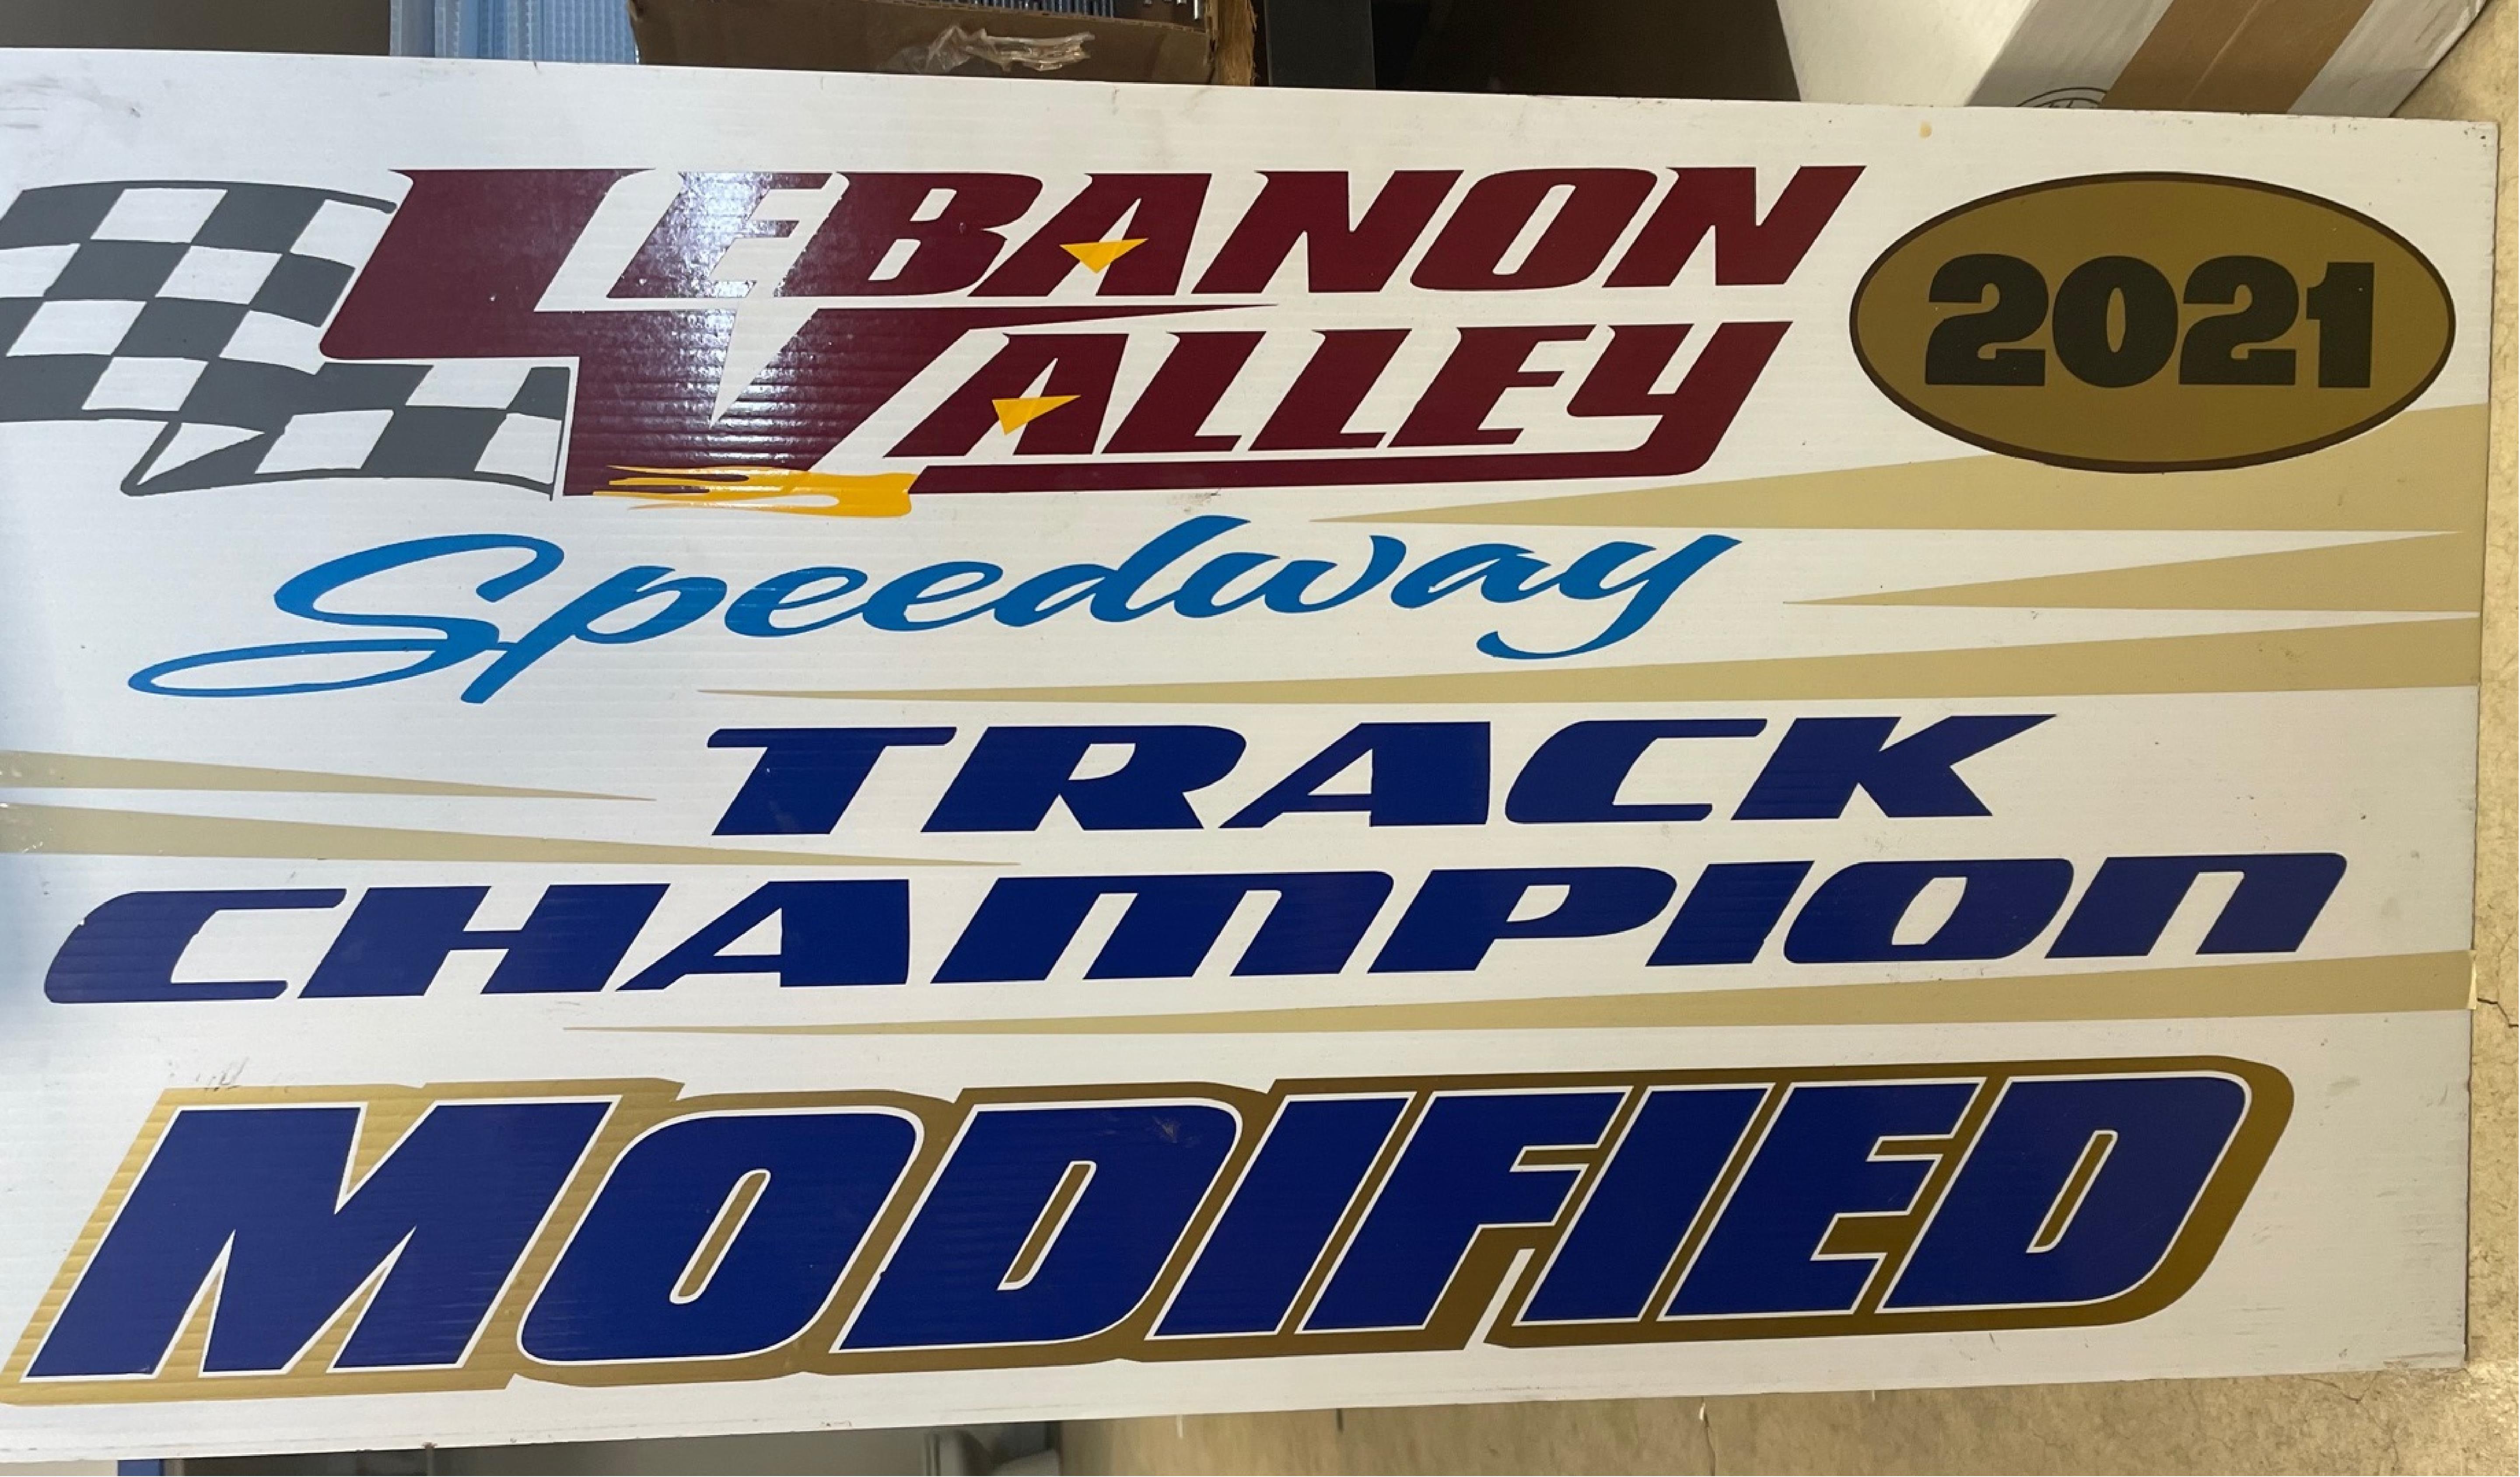 LEBANON
VALLEY
2021
Speedway
TRACK
CHAMPION
MODIFIED